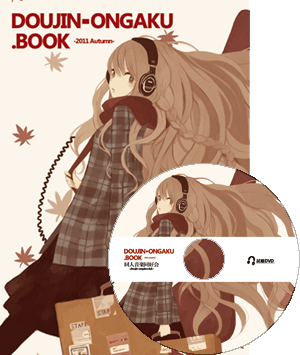 DOUJIN-ONGAKU
.BOOK -2011 Autumn-
STAFF
DOUJIN-ONGAKU
.BOOK
同人音楽同好会
試聴DVD